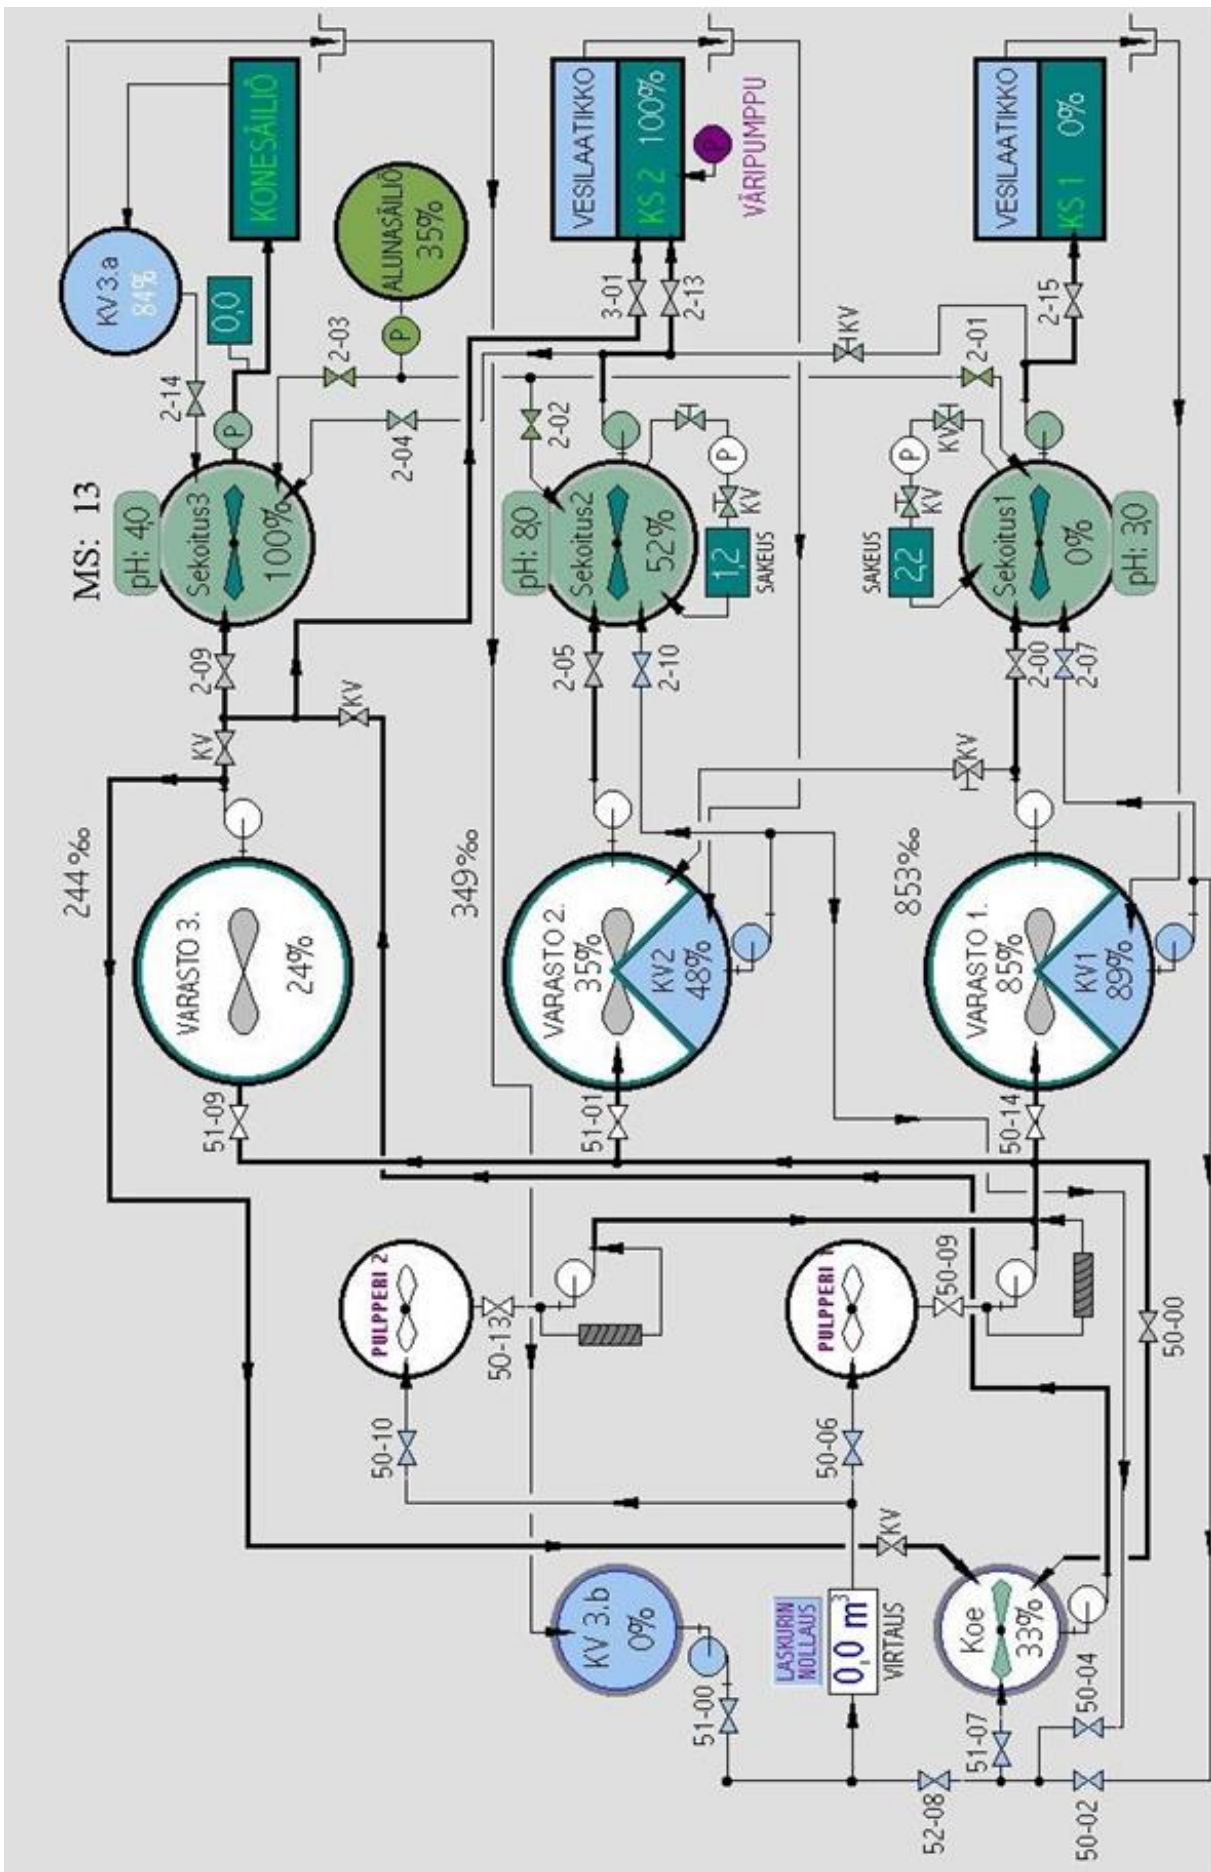 244‰
MS: 13
pH: 4,0
KV 3.a
84%
VARASTO 3.
24%
51-09
KV
2-09
Sekoitus3
100%
2-14
P
0,0
KONESÄILIÖ
KV
2-03
2-04
P
ALUNASÄILIÖ
35%
50-10
PULPPERI 2
50-13
349‰
pH: 8,0
VARASTO 2.
35%
KV2
48%
51-01
2-05
2-10
Sekoitus2
52%
2-02
1,2
SAKEUS
KV
P
3-01
2-13
VESILAATIKKO
KS 2 100%
P
VÄRIPUMPPU
KV 3.b
0%
51-00
LASKURIN
NOLLAUS
0,0 m³
VIRTAUS
50-06
PULPPERI 1
50-09
KV
KV
853‰
VARASTO 1.
85%
KV1
89%
50-14
KV
SAKEUS
2,2
KV
P
KV
2-00
2-07
Sekoitus1
0%
pH: 3,0
2-01
2-15
VESILAATIKKO
KS 1 0%
52-08
51-07
Koe
33%
50-02
50-04
50-00